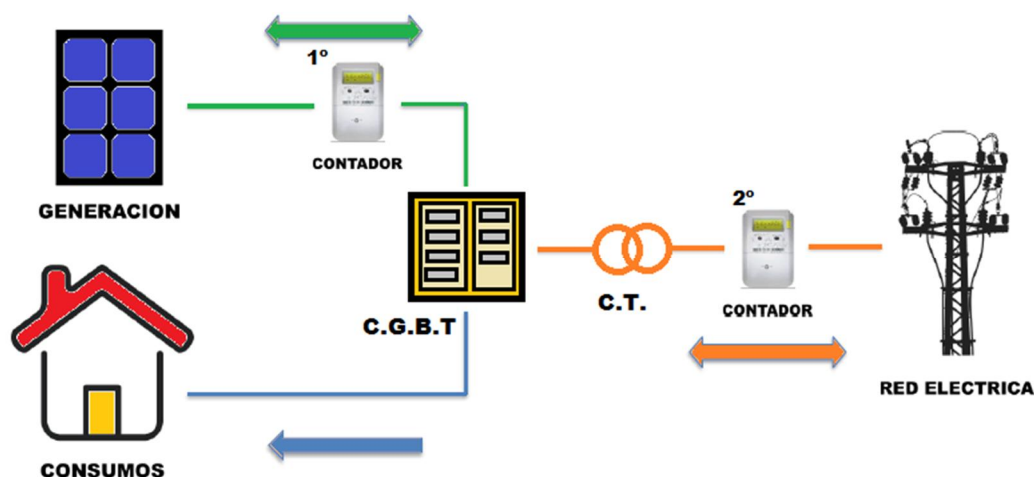 1º
CONTADOR
GENERACION
2º
C.G.B.T
C.T.
CONTADOR
RED ELECTRICA
CONSUMOS